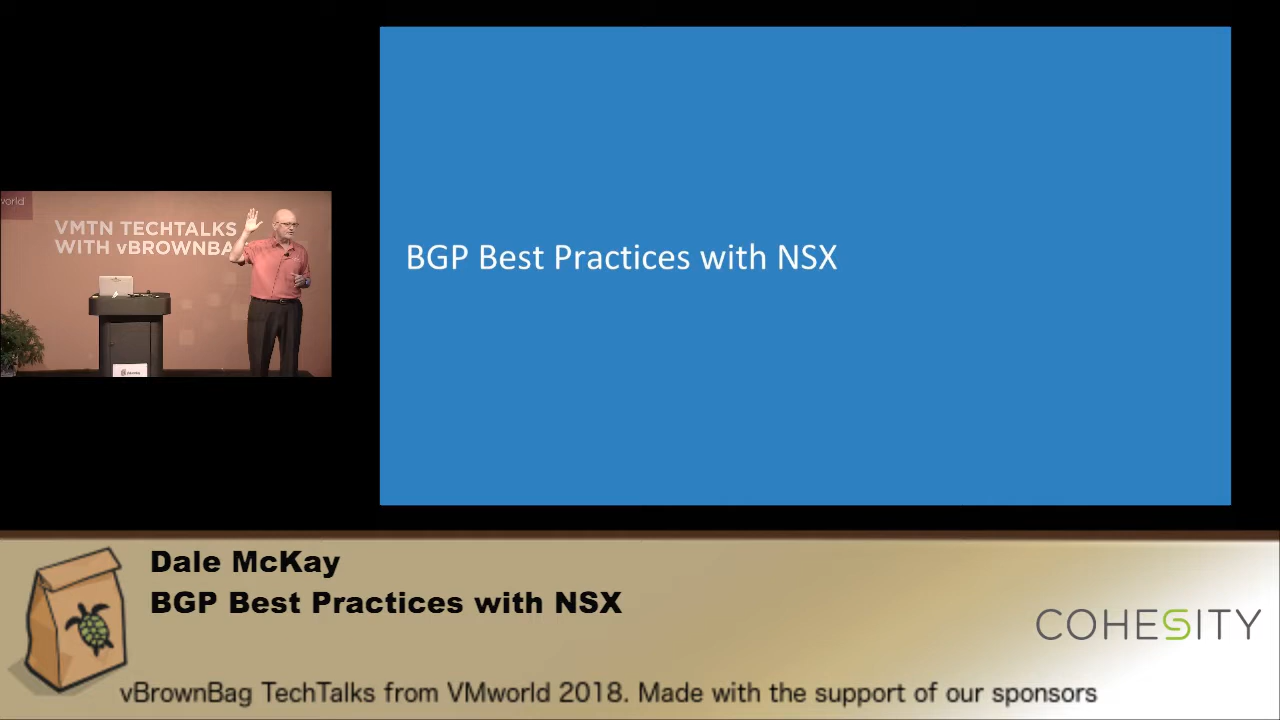 world
VMTN TECHTALKS
WITH vBROWNBA
BGP Best Practices with NSX
Dale McKay
BGP Best Practices with NSX
COHESITY
vBrownBag TechTalks from VMworld 2018. Made with the support of our sponsors